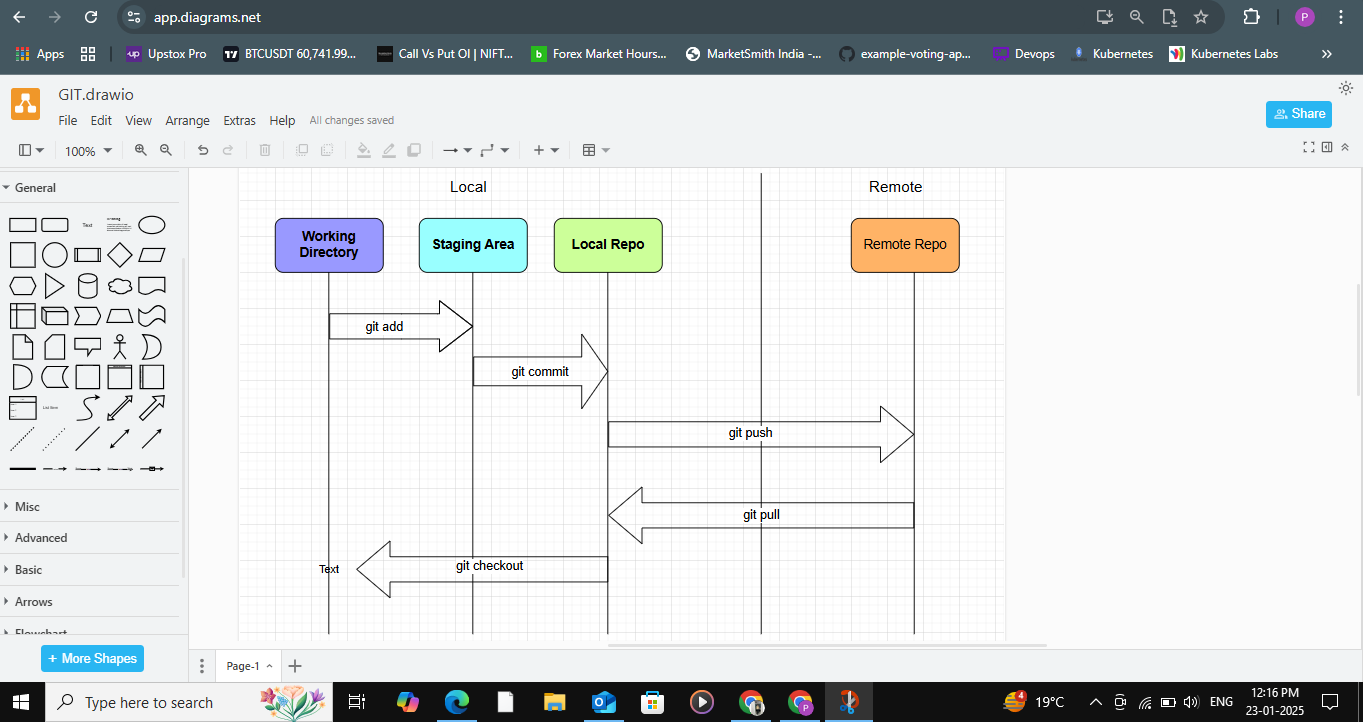 app.diagrams.net
P
Apps
Upstox Pro
BTCUSDT 60,741.99...
Call Vs Put OI | NIFT...
Forex Market Hours...
MarketSmith India -...
example-voting-ap...
Devops
Kubernetes
Kubernetes Labs
»
GIT.drawio
File Edit View Arrange Extras Help All changes saved
Share
100%
General
Text
Local
Remote
Working
Directory
Staging Area
Local Repo
Remote Repo
git add
git commit
git push
git pull
git checkout
Text
Misc
Advanced
Basic
Arrows
Flowchart
+ More Shapes
Page-1
Type here to search
4
19°C
ENG
12:16 PM
23-01-2025